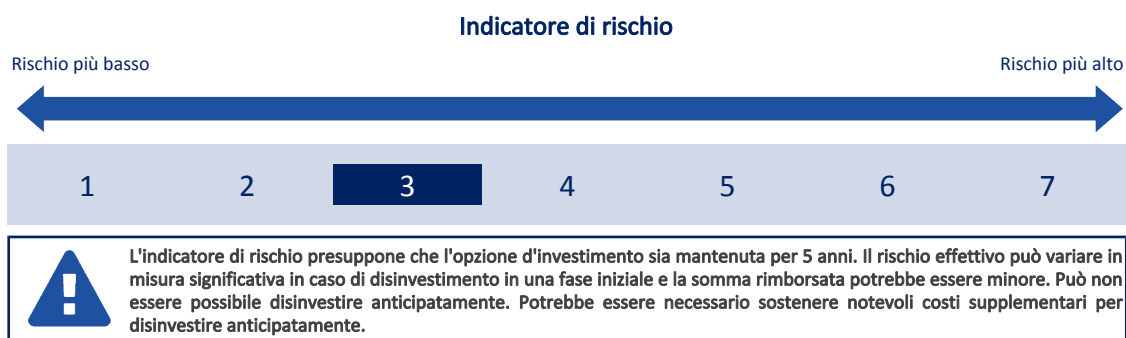 Indicatore di rischio
Rischio più basso
Rischio più alto
1 2 3 4 5 6 7
L'indicatore di rischio presuppone che l'opzione d'investimento sia mantenuta per 5 anni. Il rischio effettivo può variare in
misura significativa in caso di disinvestimento in una fase iniziale e la somma rimborsata potrebbe essere minore. Può non
essere possibile disinvestire anticipatamente. Potrebbe essere necessario sostenere notevoli costi supplementari per
disinvestire anticipatamente.